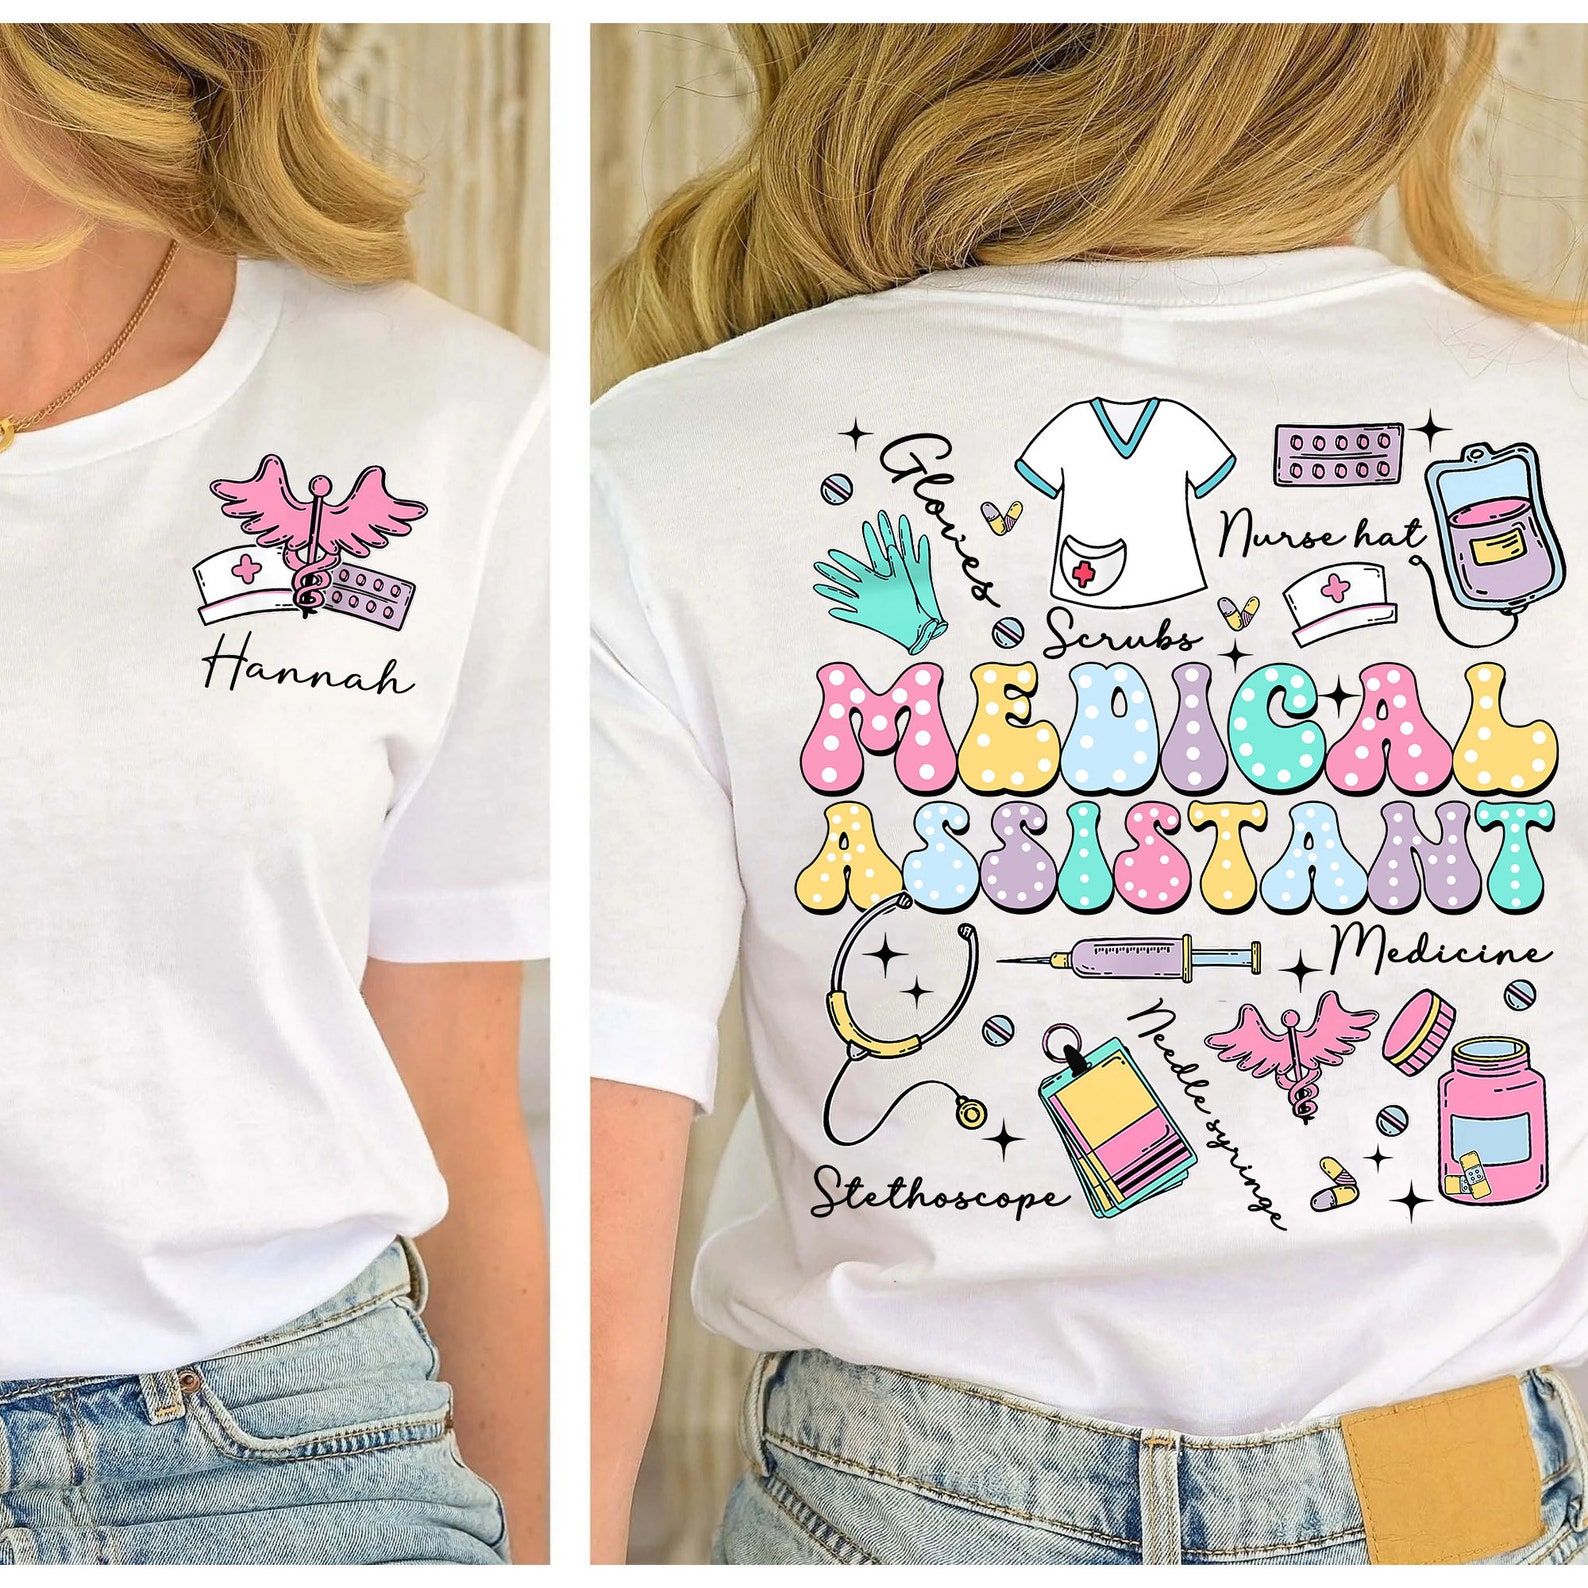 Hannah
Gloves
Nurse hat
Scrubs
MEDICAL
ASSISTANT
Medicine
Needle syringe
Stethoscope